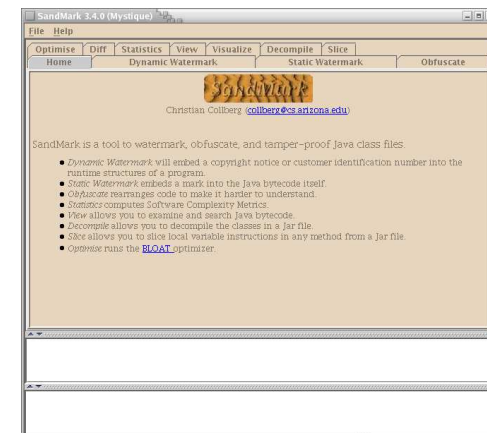 SandMark 3.4.0 (Mystique)
File Help
Optimise Diff Statistics View Visualize Decompile Slice
Home Dynamic Watermark Static Watermark Obfuscate
SandMark
Christian Collberg (collberg@cs.arizona.edu)
SandMark is a tool to watermark, obfuscate, and tamper-proof Java class files.
● Dynamic Watermark will embed a copyright notice or customer identification number into the
runtime structures of a program.
● Static Watermark embeds a mark into the Java bytecode itself.
● Obfuscate rearranges code to make it harder to understand.
● Statistics computes Software Complexity Metrics.
● View allows you to examine and search Java bytecode.
● Decompile allows you to decompile the classes in a Jar file.
● Slice allows you to slice local variable instructions in any method from a Jar file.
● Optimise runs the BLOAT optimizer.